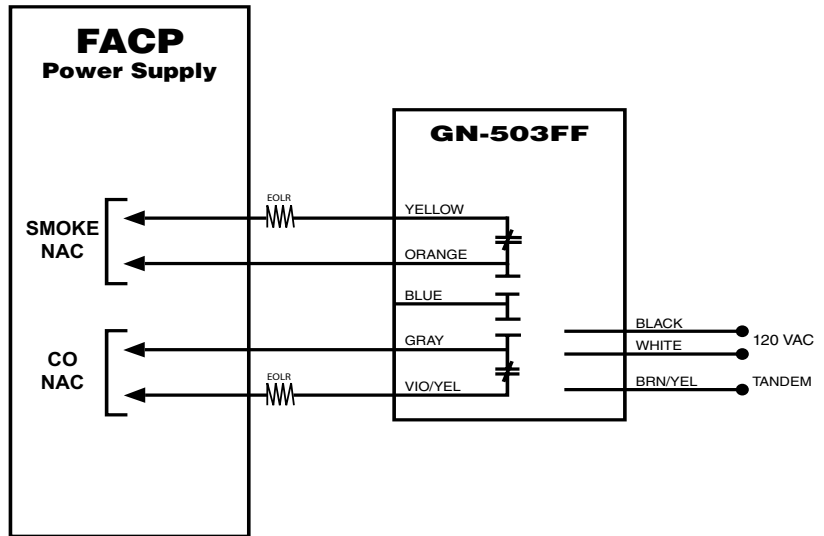 FACP
Power Supply
GN-503FF
EOLR
YELLOW
SMOKE
NAC
ORANGE
BLUE
BLACK
120 VAC
GRAY
WHITE
CO
NAC
EOLR
VIO/YEL
BRN/YEL
TANDEM